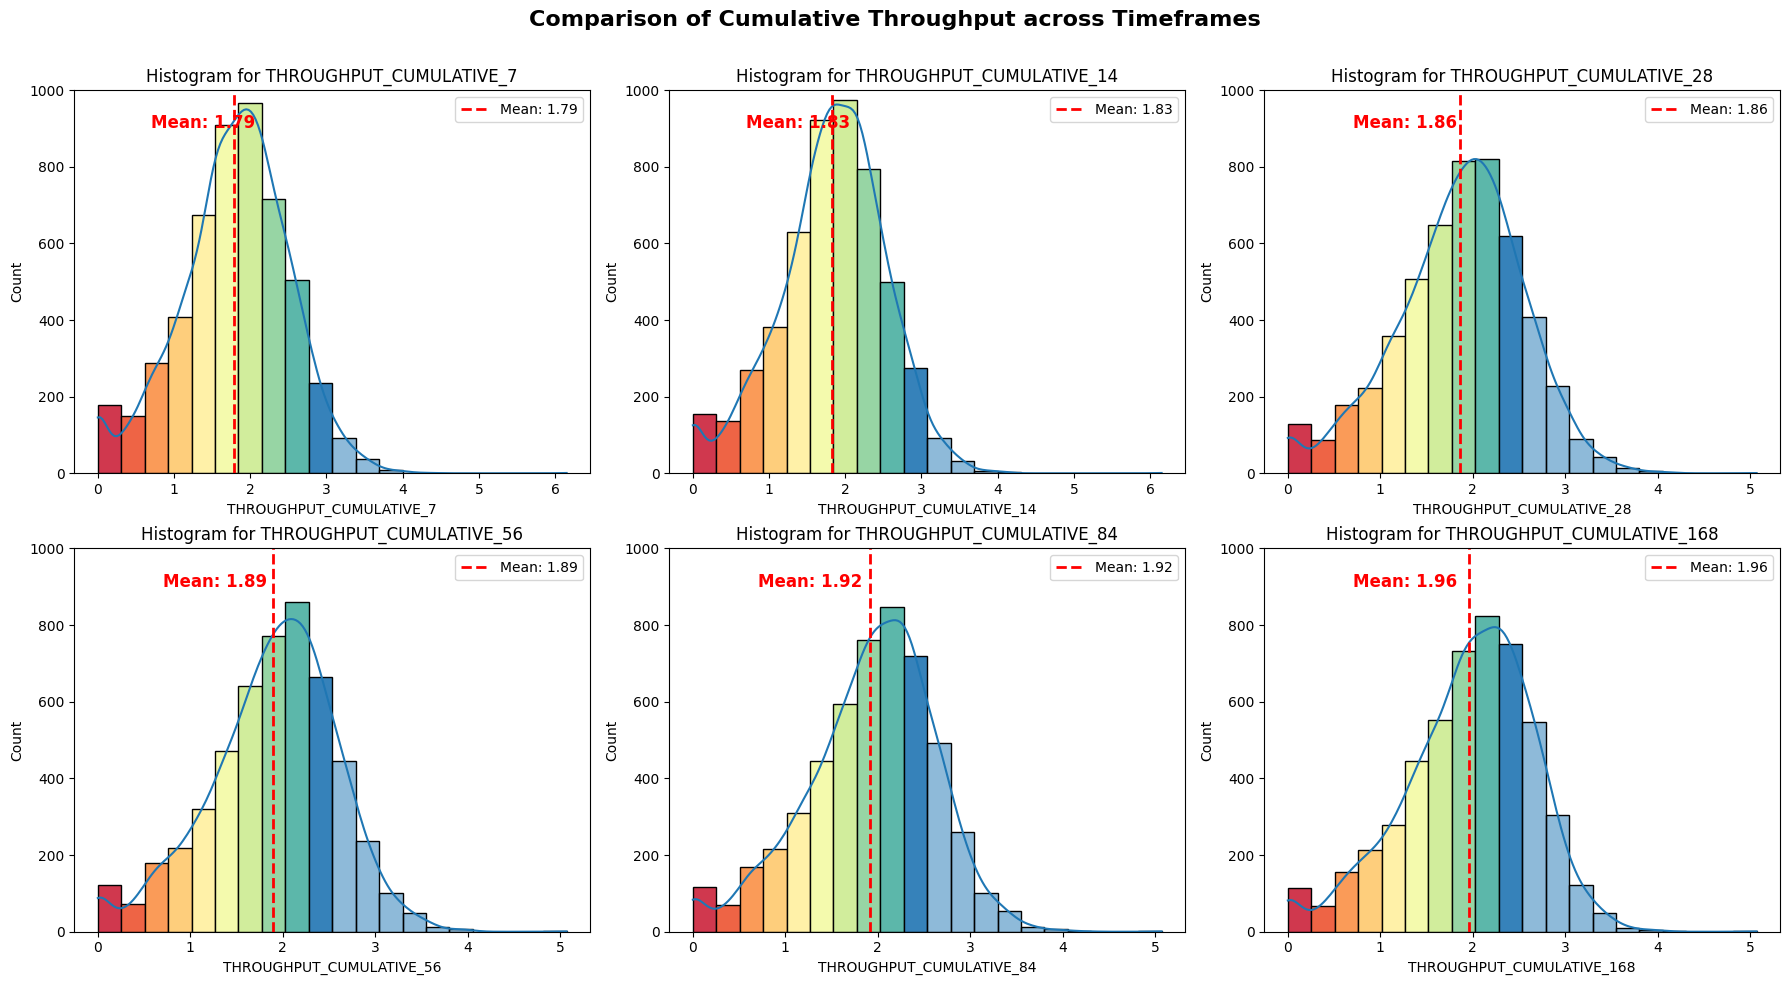 Comparison of Cumulative Throughput across Timeframes
Histogram for THROUGHPUT_CUMULATIVE_7
Mean: 1.79
Mean: 1.79
1000
800
600
400
200
0
Count
0 1 2 3 4 5 6
THROUGHPUT_CUMULATIVE_7
Histogram for THROUGHPUT_CUMULATIVE_14
Mean: 1.83
Mean: 1.83
1000
800
600
400
200
0
Count
0 1 2 3 4 5 6
THROUGHPUT_CUMULATIVE_14
Histogram for THROUGHPUT_CUMULATIVE_28
Mean: 1.86
Mean: 1.86
1000
800
600
400
200
0
Count
0 1 2 3 4 5
THROUGHPUT_CUMULATIVE_28
Histogram for THROUGHPUT_CUMULATIVE_56
Mean: 1.89
Mean: 1.89
1000
800
600
400
200
0
Count
0 1 2 3 4 5
THROUGHPUT_CUMULATIVE_56
Histogram for THROUGHPUT_CUMULATIVE_84
Mean: 1.92
Mean: 1.92
1000
800
600
400
200
0
Count
0 1 2 3 4 5
THROUGHPUT_CUMULATIVE_84
Histogram for THROUGHPUT_CUMULATIVE_168
Mean: 1.96
Mean: 1.96
1000
800
600
400
200
0
Count
0 1 2 3 4 5
THROUGHPUT_CUMULATIVE_168